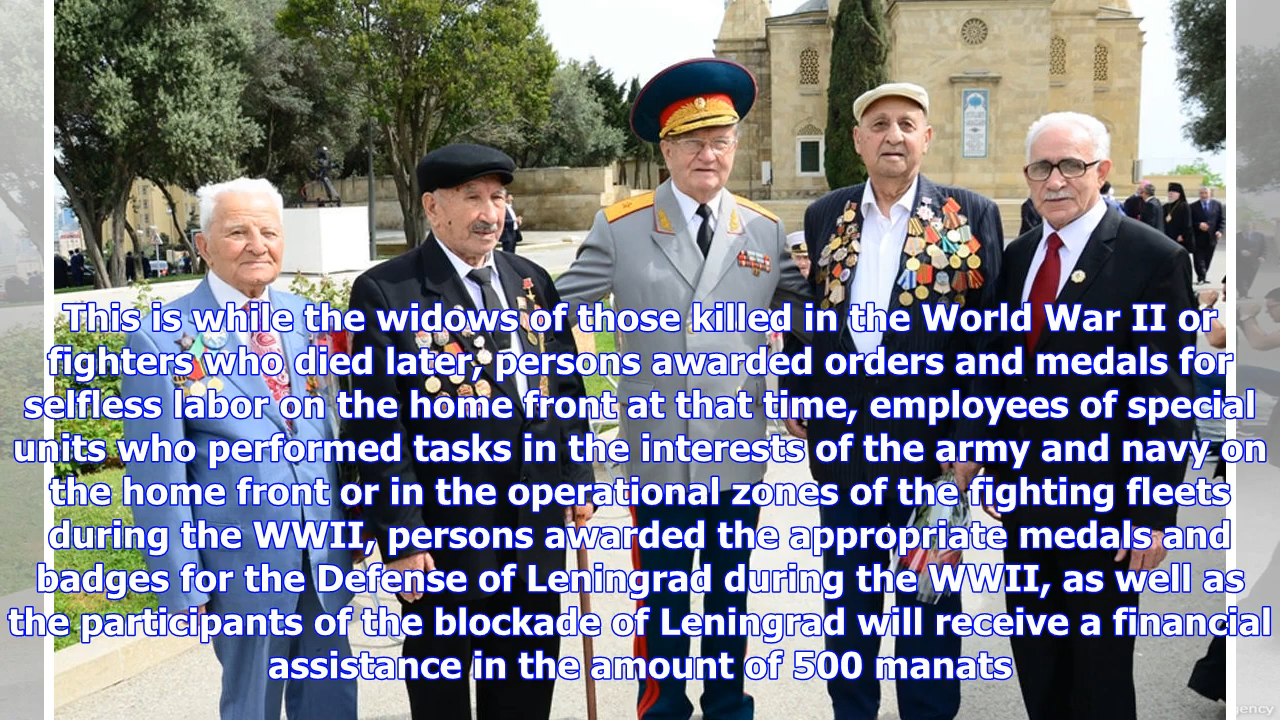 This is while the widows of those killed in the World War II or
fighters who died later, persons awarded orders and medals for
selfless labor on the home front at that time, employees of special
units who performed tasks in the interests of the army and navy on
the home front or in the operational zones of the fighting fleets
during the WWII, persons awarded the appropriate medals and
badges for the Defense of Leningrad during the WWII, as well as
the participants of the blockade of Leningrad will receive a financial
assistance in the amount of 500 manats